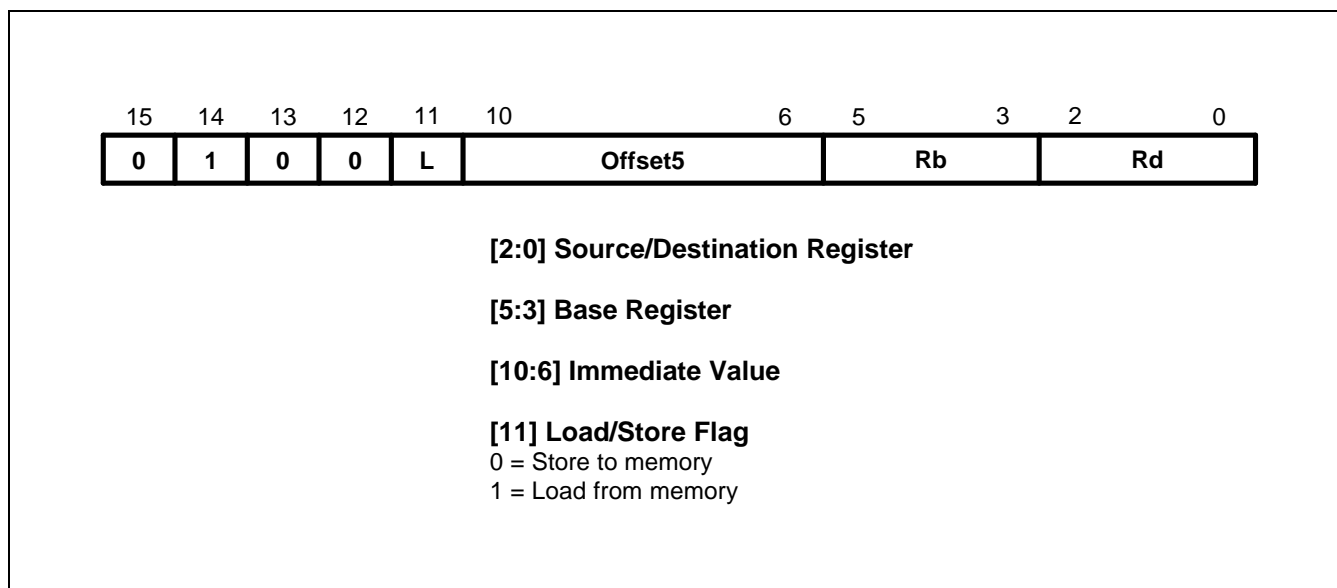 15 14 13 12 11 10 6 5 3 2 0
0 1 0 0 L Offset5 Rb Rd
[2:0] Source/Destination Register
[5:3] Base Register
[10:6] Immediate Value
[11] Load/Store Flag
0 = Store to memory
1 = Load from memory